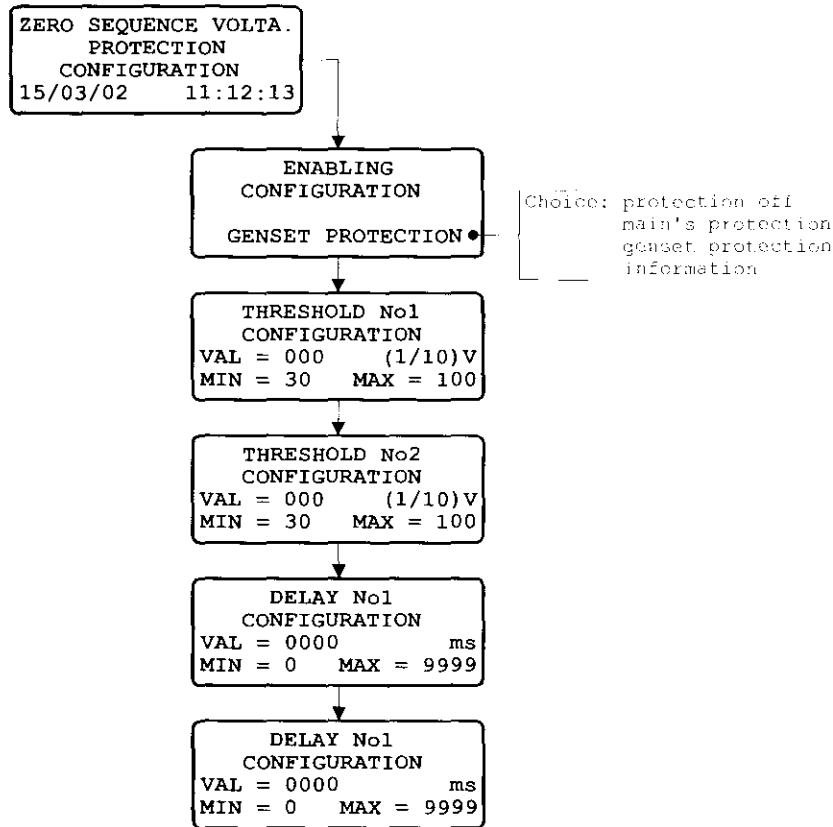 ZERO SEQUENCE VOLTA.
PROTECTION
CONFIGURATION
15/03/02 11:12:13
ENABLING
CONFIGURATION
GENSET PROTECTION
Choice: protection off
main's protection
genset protection
information
THRESHOLD No1
CONFIGURATION
VAL = 000 (1/10)V
MIN = 30 MAX = 100
THRESHOLD No2
CONFIGURATION
VAL = 000 (1/10)V
MIN = 30 MAX = 100
DELAY No1
CONFIGURATION
VAL = 0000 ms
MIN = 0 MAX = 9999
DELAY No1
CONFIGURATION
VAL = 0000 ms
MIN = 0 MAX = 9999